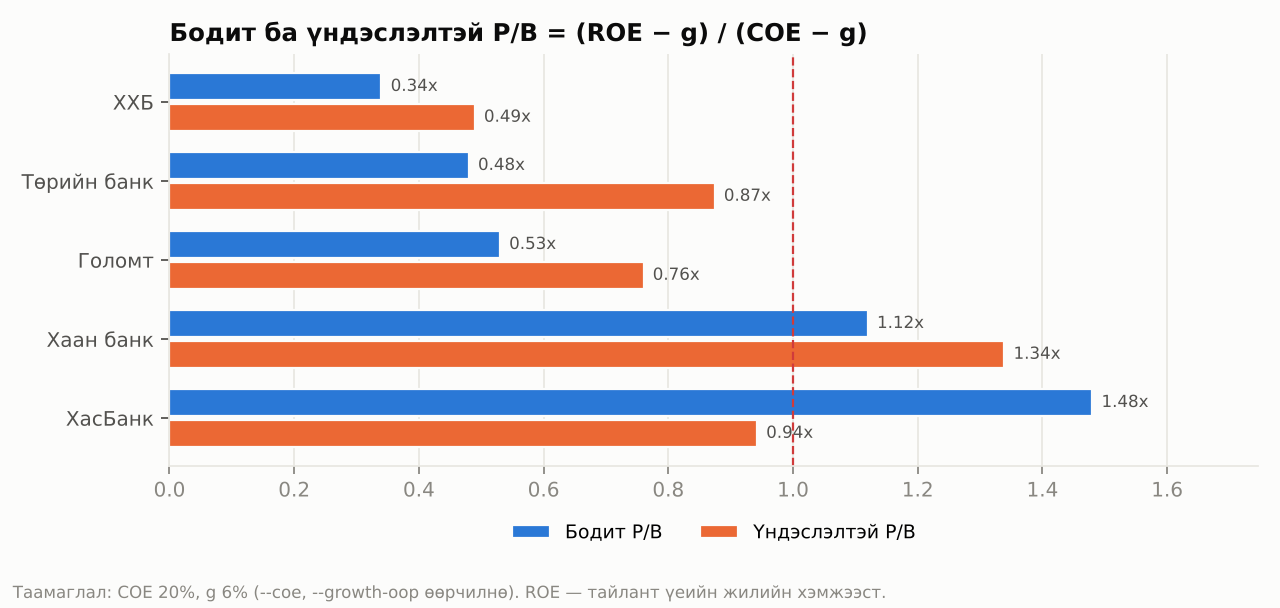 Бодит ба үндэслэлтэй P/B = (ROE − g) / (COE − g)
ХХБ
0.34x
0.49x
Төрийн банк
0.48x
0.87x
Голомт
0.53x
0.76x
Хаан банк
1.12x
1.34x
ХасБанк
1.48x
0.94x
0.0 0.2 0.4 0.6 0.8 1.0 1.2 1.4 1.6
Бодит P/B Үндэслэлтэй P/B
Таамаглал: COE 20%, g 6% (--coe, --growth-оор өөрчилнө). ROE — тайлант үеийн жилийн хэмжээст.